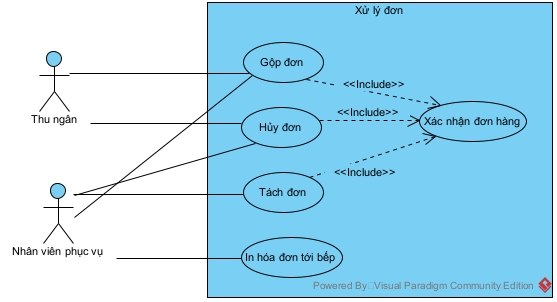 Xử lý đơn
Gộp đơn
<<Include>>
Thu ngân
Hủy đơn
<<Include>>
Xác nhận đơn hàng
Tách đơn
<<Include>>
Nhân viên phục vụ
In hóa đơn tới bếp
Powered By: Visual Paradigm Community Edition